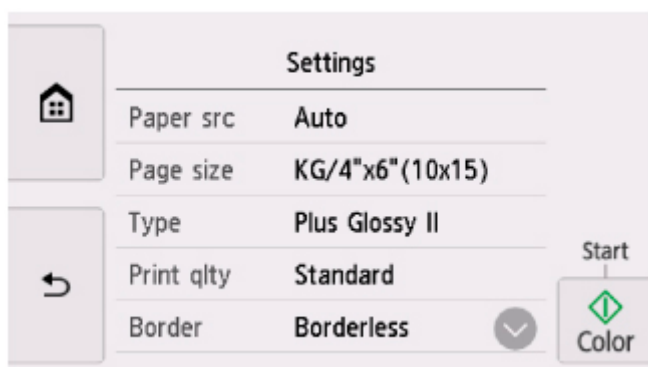 Settings
Paper src Auto
Page size KG/4"x6"(10x15)
Type Plus Glossy II
Print qlty Standard
Border Borderless
Start
Color